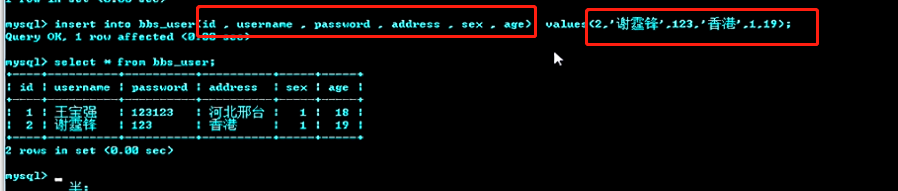 1 row in set (0.00 sec)
mysql> insert into bbs_user(id , username , password , address , sex , age)  values(2,'谢霆锋',123,'香港',1,19);
Query OK, 1 row affected <0.00 sec>
mysql> select * from bbs_user;
+----+----------+----------+----------+-----+-----+
| id | username | password | address | sex | age |
+----+----------+----------+----------+-----+-----+
| 1 | 王宝强 | 123123 | 河北邢台 | 1 | 18 |
| 2 | 谢霆锋 | 123 | 香港 | 1 | 19 |
+----+----------+----------+----------+-----+-----+
2 rows in set <0.00 sec>
mysql> _
半: